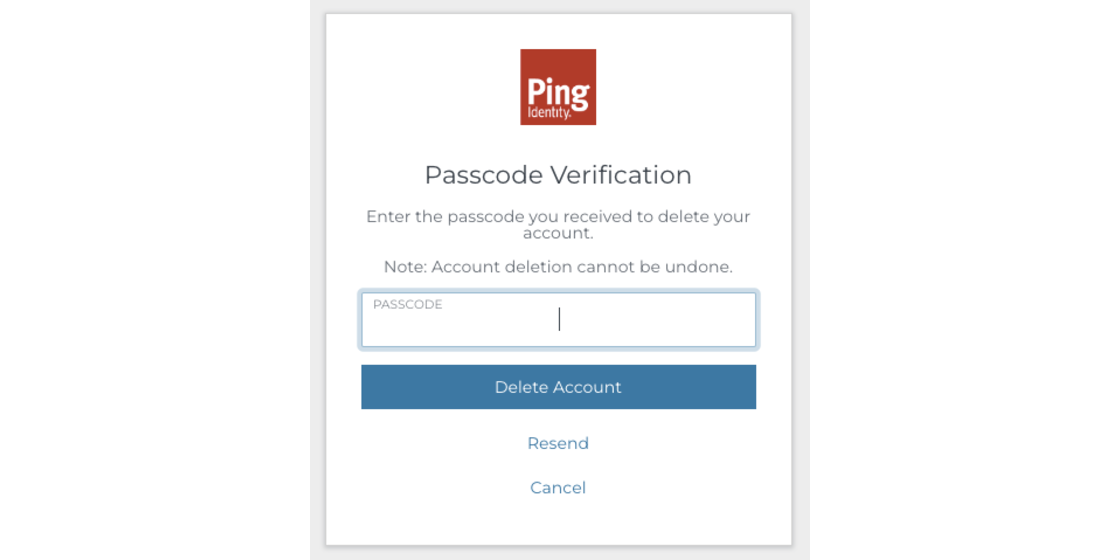 Ping
Identity.
Passcode Verification
Enter the passcode you received to delete your
account.
Note: Account deletion cannot be undone.
PASSCODE
Delete Account
Resend
Cancel